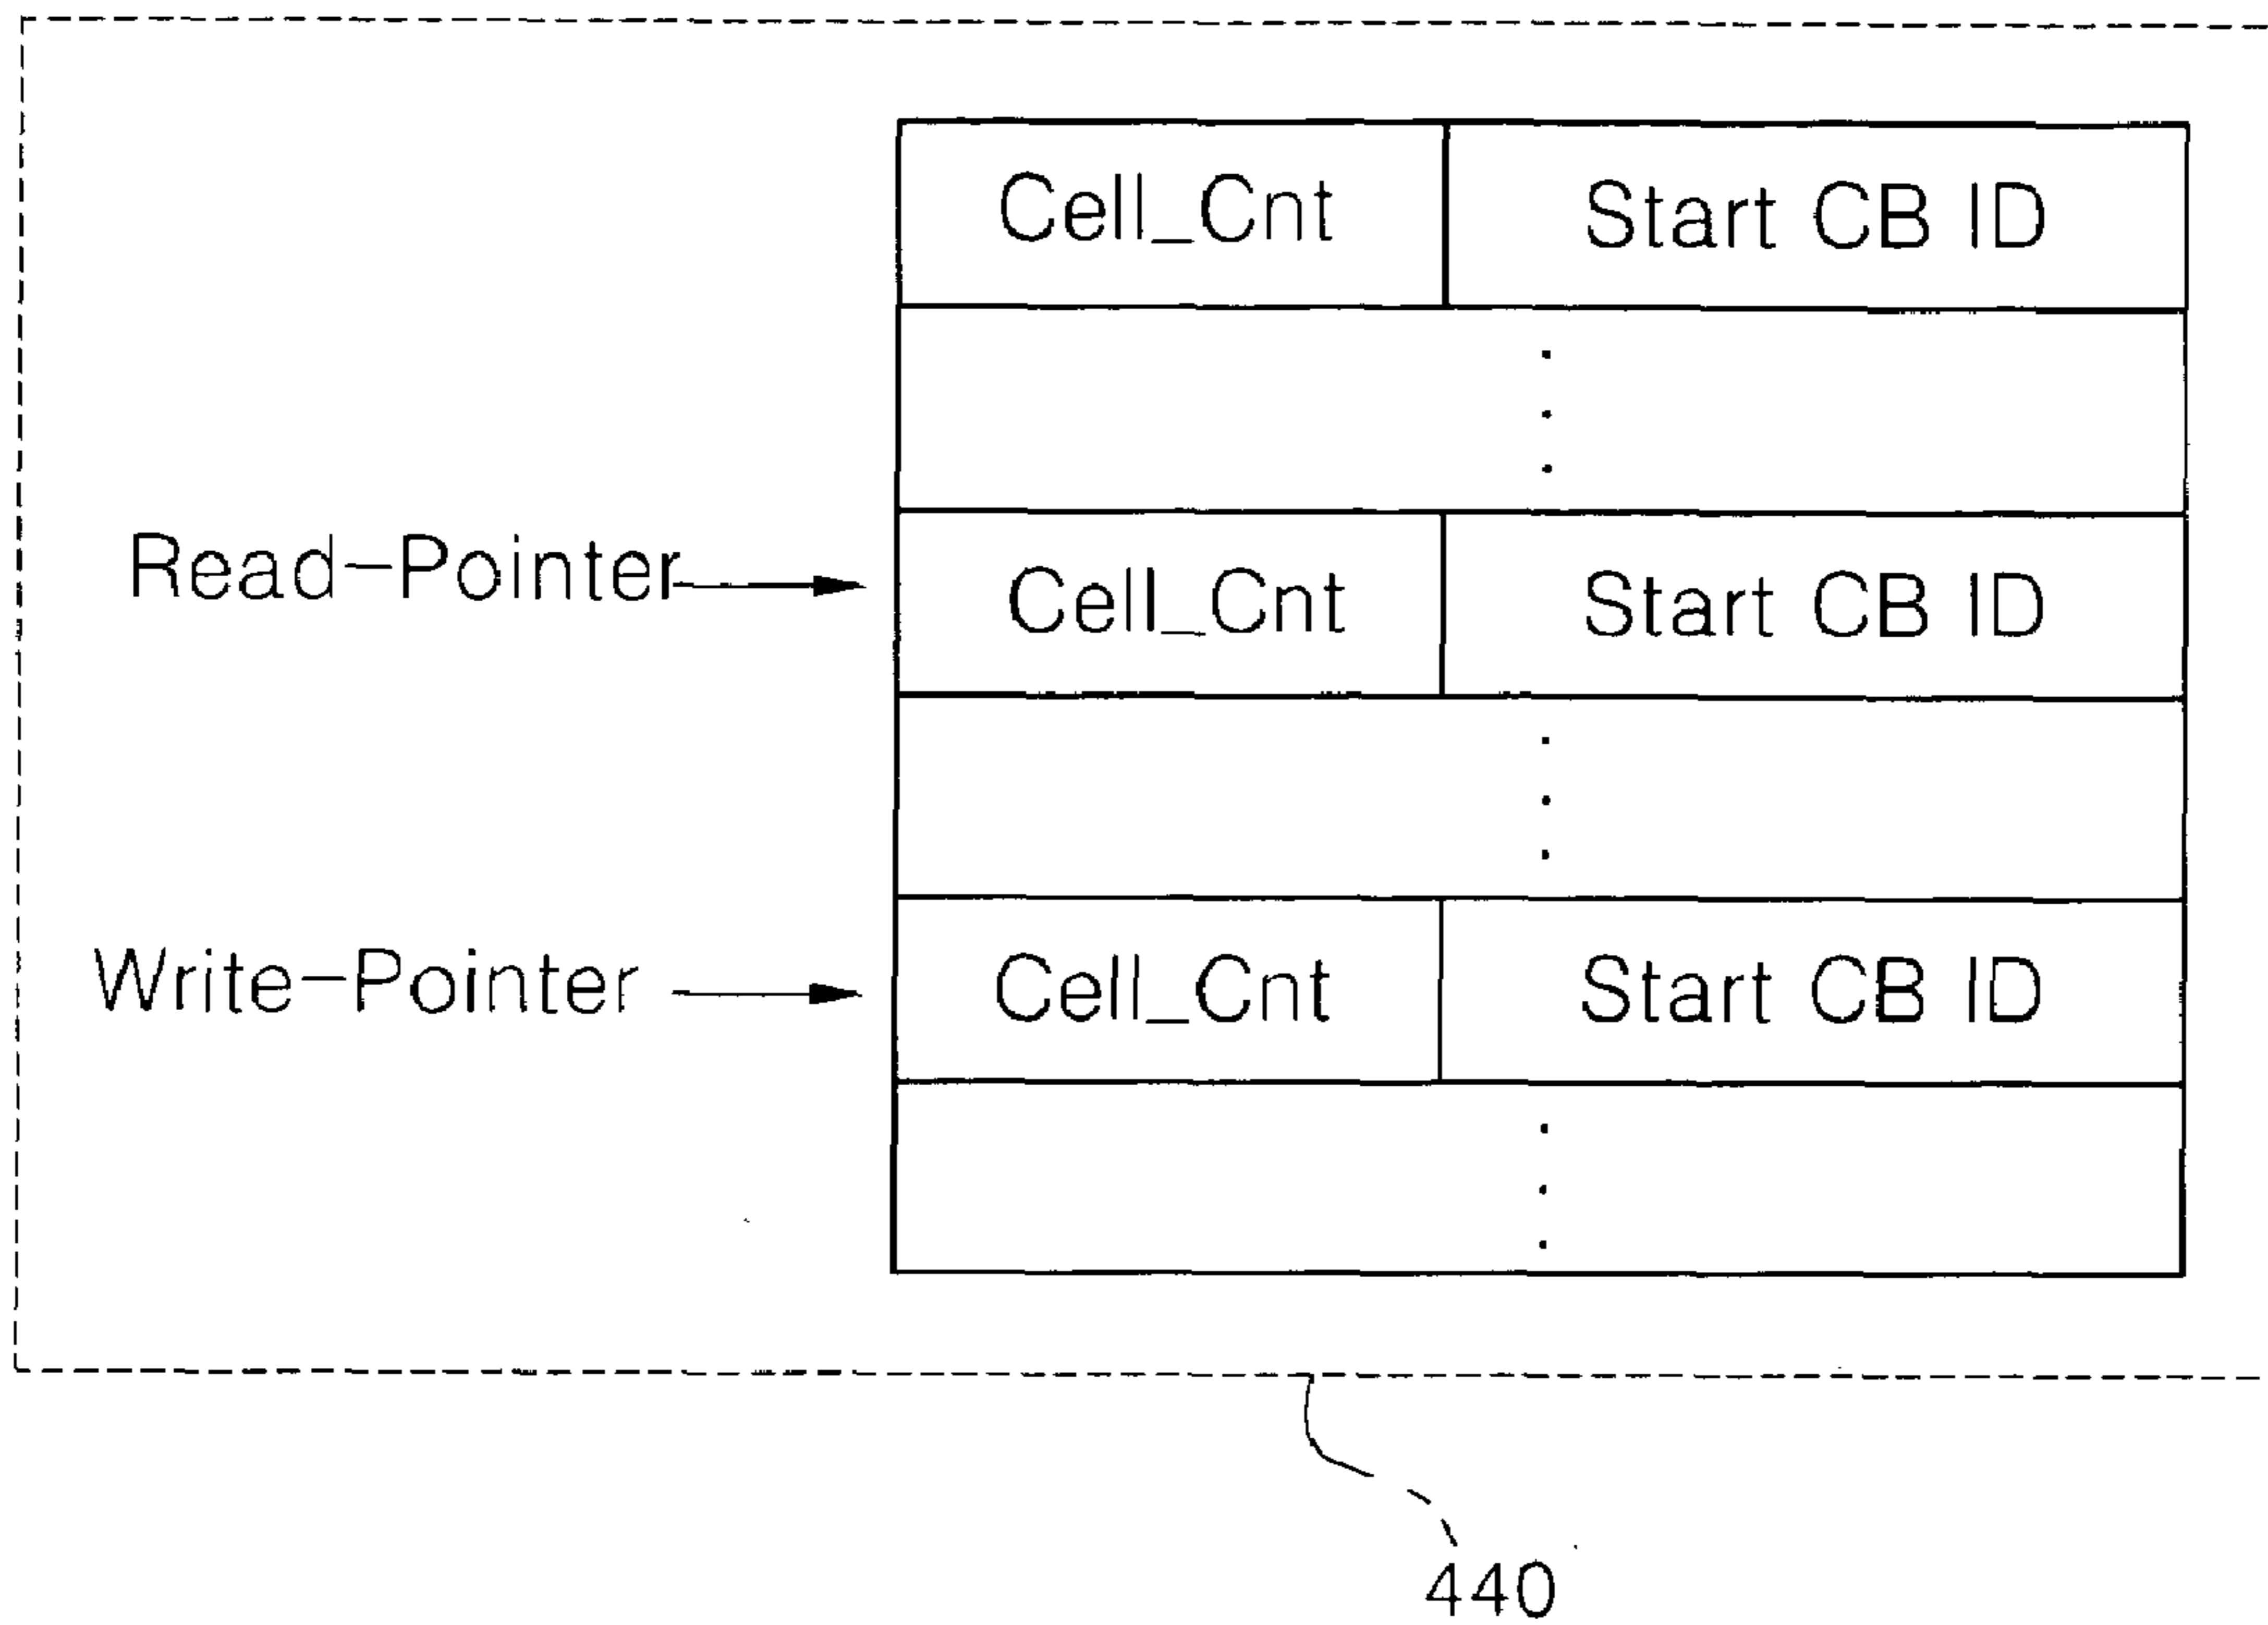 Cell_Cnt Start CB ID
Read-Pointer Cell_Cnt Start CB ID
Write-Pointer Cell_Cnt Start CB ID
440